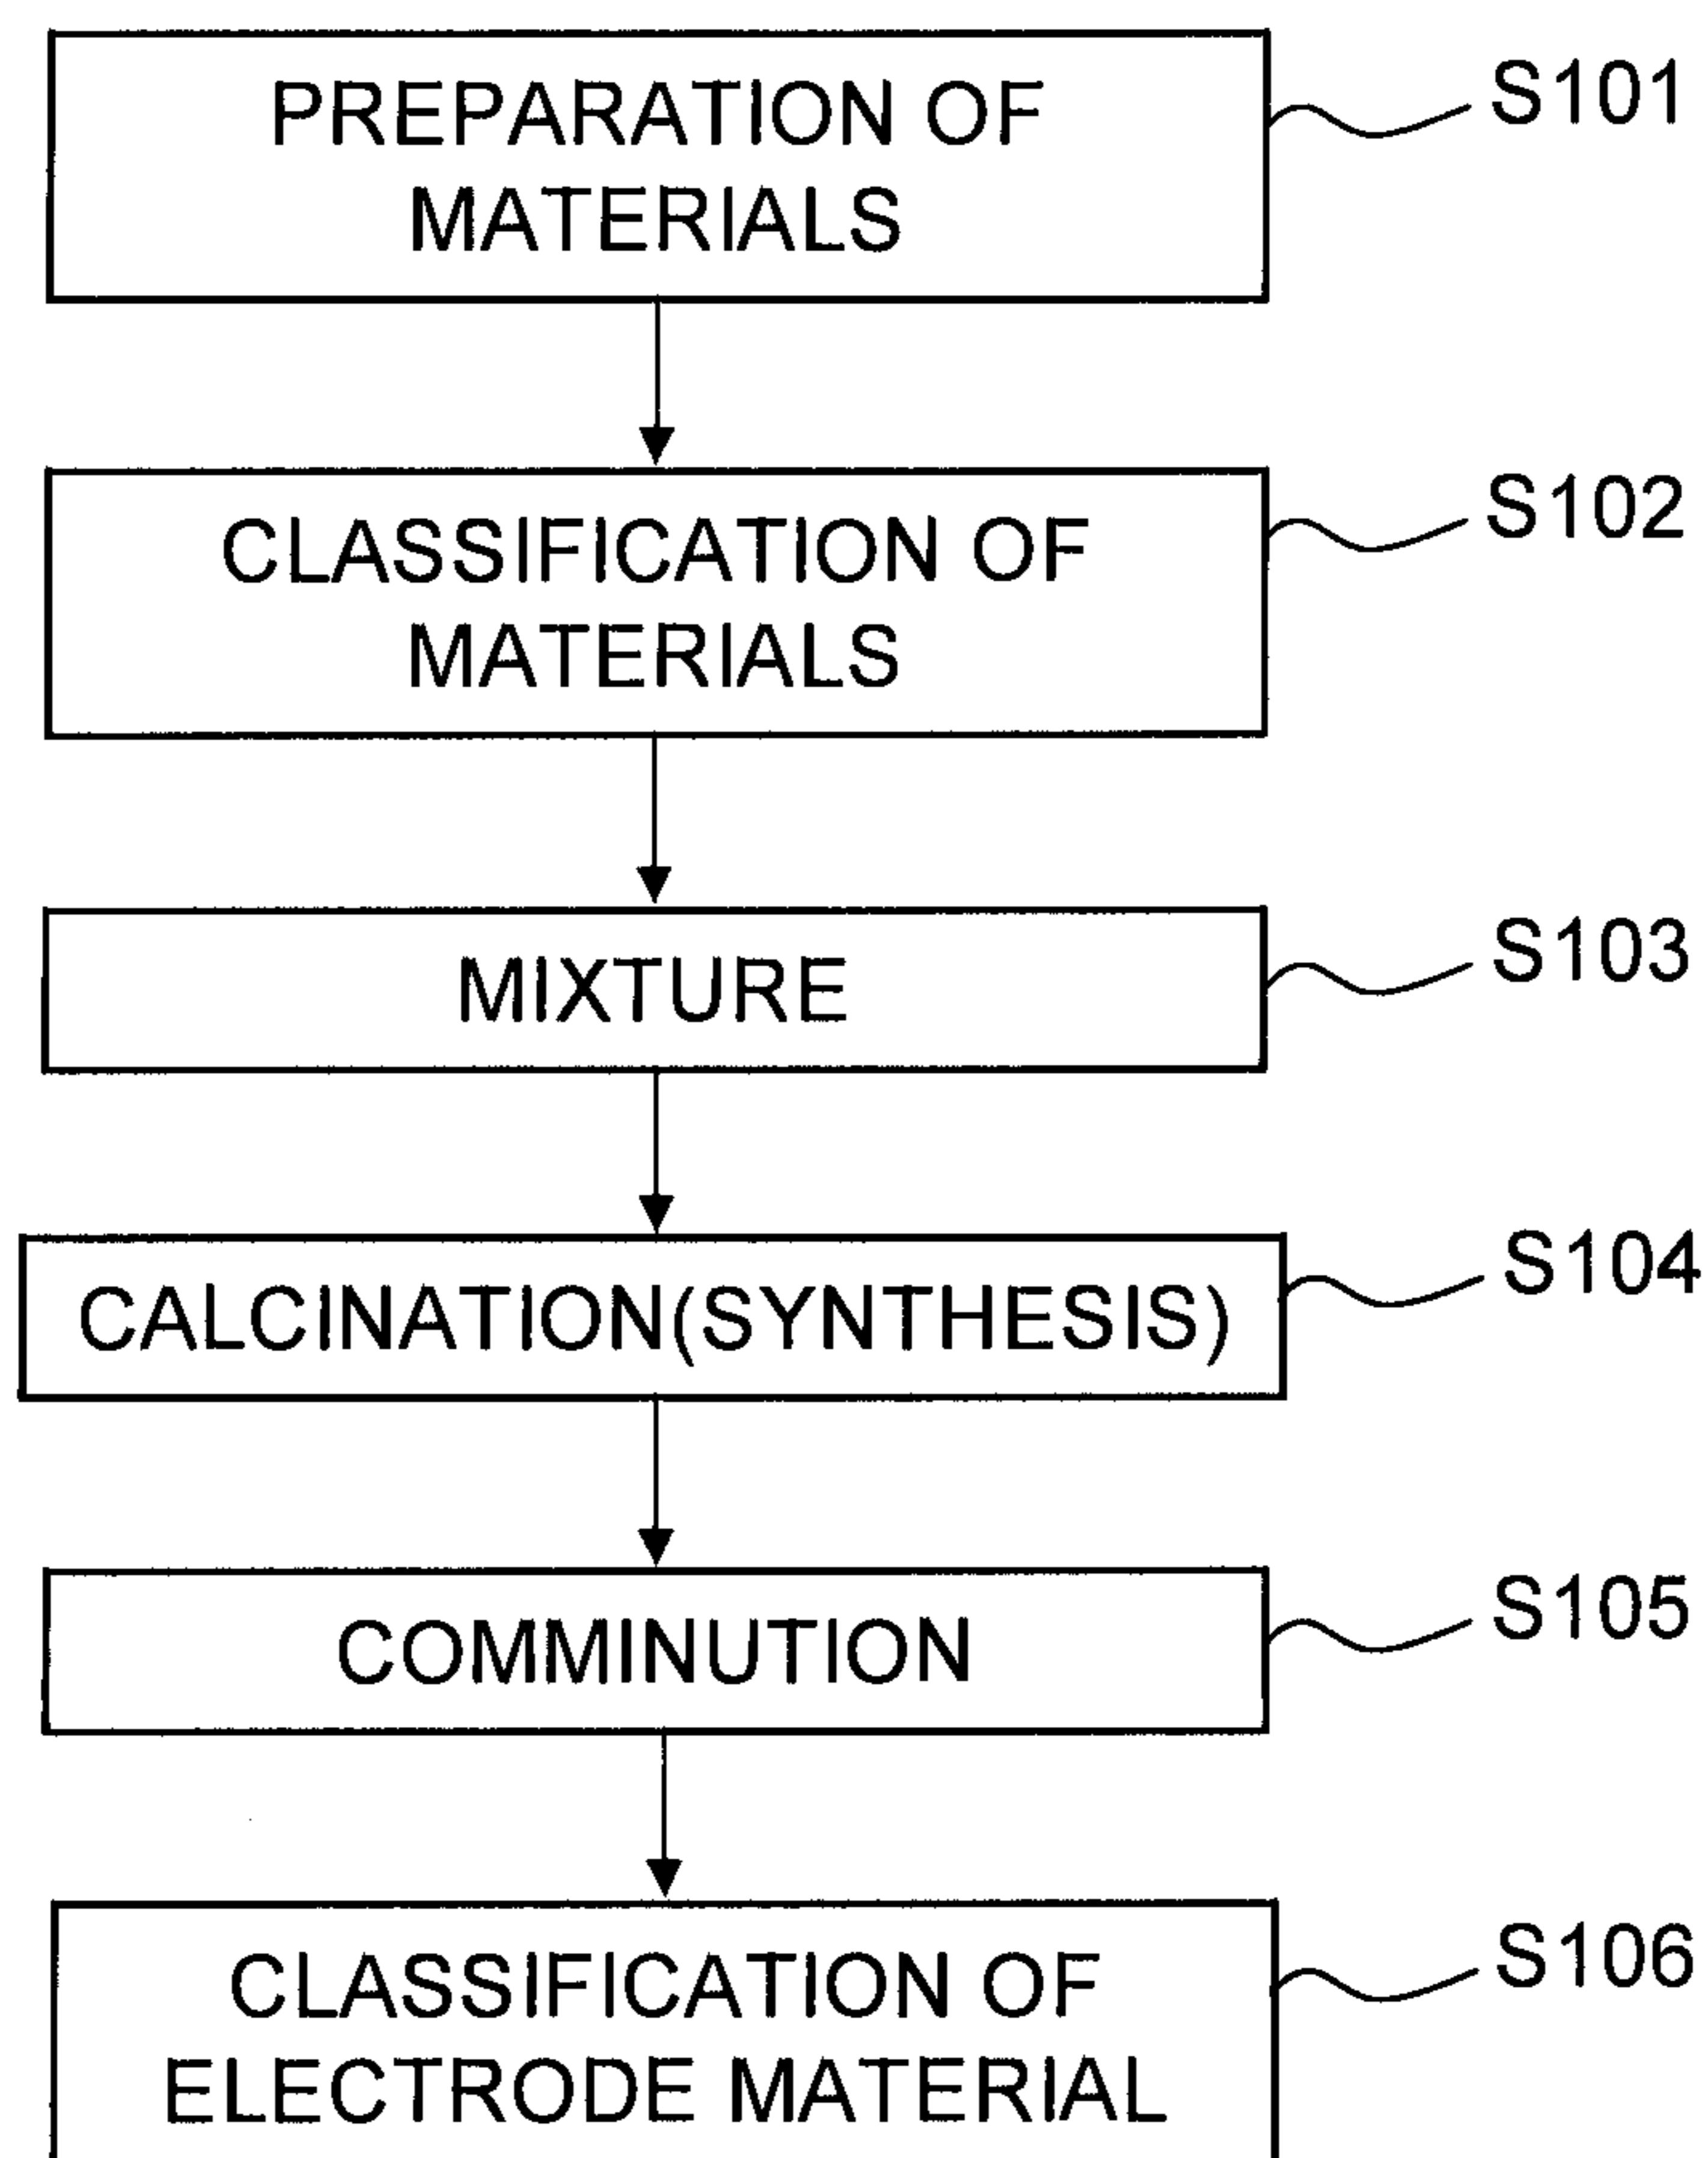 PREPARATION OF
MATERIALS
S101
CLASSIFICATION OF
MATERIALS
S102
MIXTURE
S103
CALCINATION(SYNTHESIS)
S104
COMMINUTION
S105
CLASSIFICATION OF
ELECTRODE MATERIAL
S106